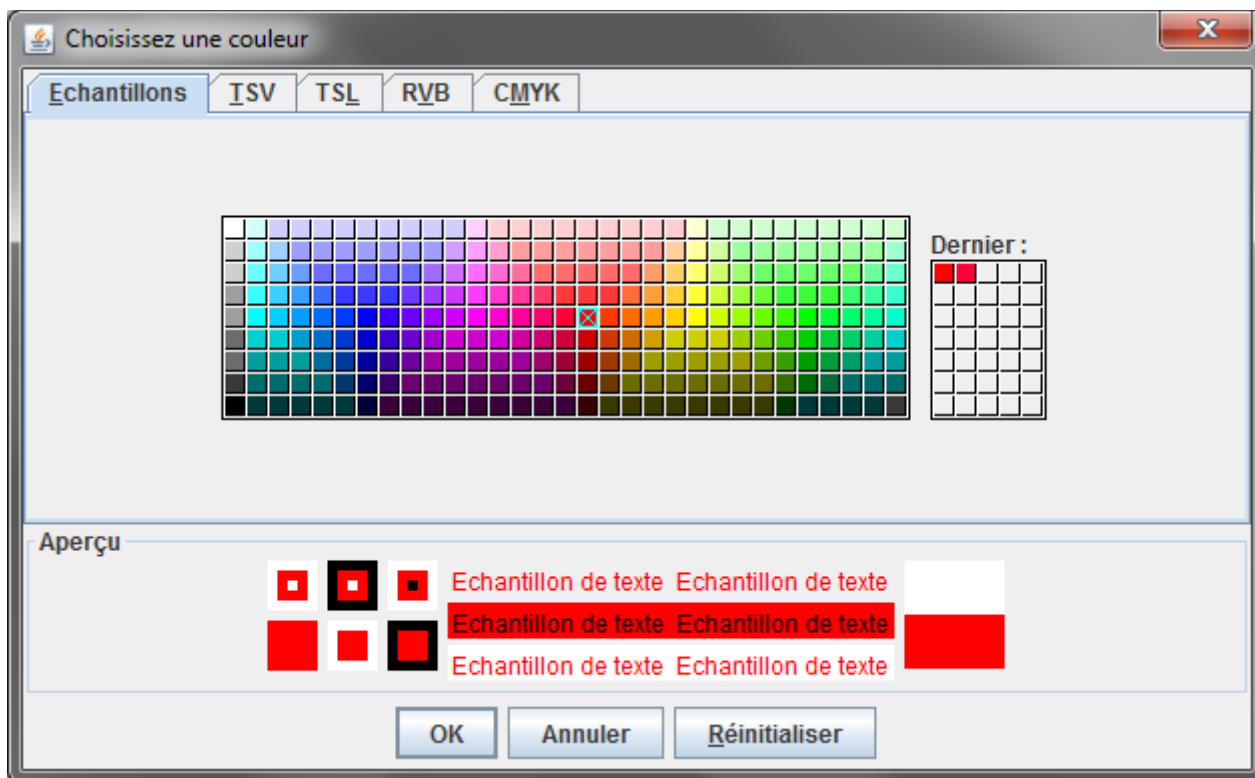 Choisissez une couleur
Echantillons TSV TSL RVB CMYK
Dernier :
Aperçu
Echantillon de texte Echantillon de texte
Echantillon de texte Echantillon de texte
Echantillon de texte Echantillon de texte
OK Annuler Réinitialiser